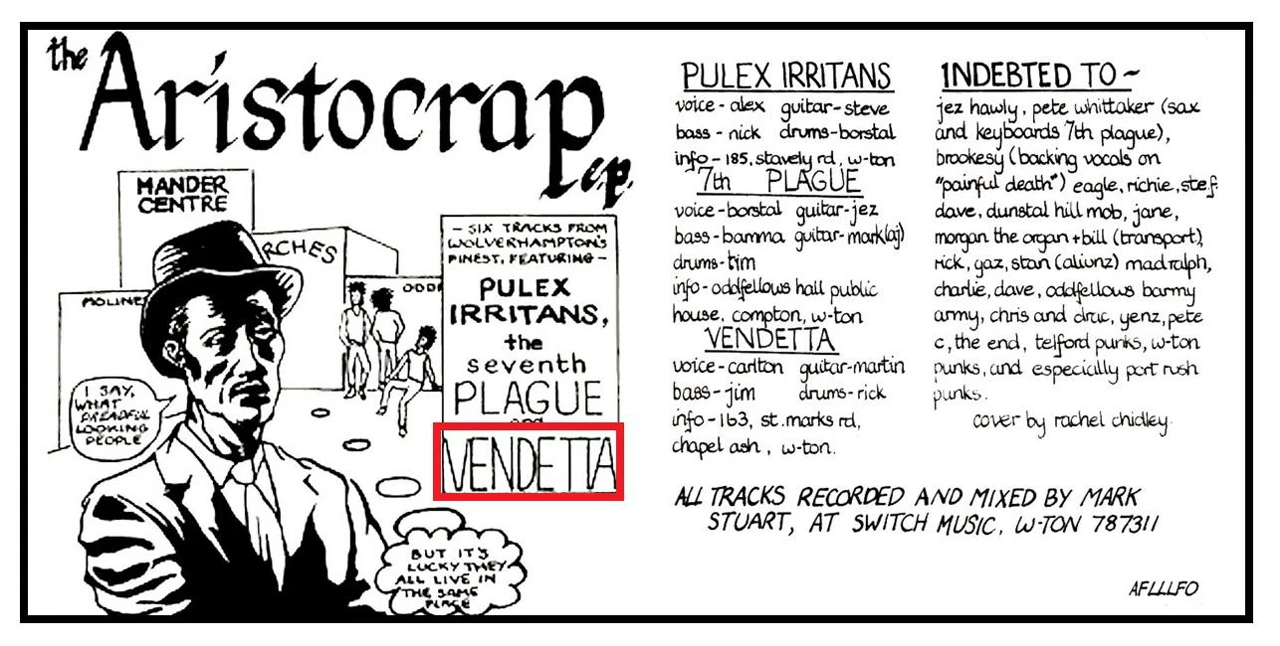 the Aristocrap e.p.
MANDER
CENTRE
RCHES
MOLINE
ODD
- SIX TRACKS FROM
WOLVERHAMPTON'S
FINEST, FEATURING -
PULEX
IRRITANS,
the
seventh
PLAGUE
and
VENDETTA
I SAY,
WHAT
DREADFUL
LOOKING
PEOPLE
BUT IT'S
LUCKY THEY
ALL LIVE IN
THE SAME
PLACE
PULEX IRRITANS
voice - alex guitar - steve
bass - nick drums - borstal
info - 185, stavely rd, w-ton
7th PLAGUE
voice - borstal guitar - jez
bass - bamma guitar - mark(aj)
drums - tim
info - oddfellows hall public
house, compton, w-ton
VENDETTA
voice - carlton guitar - martin
bass - jim drums - rick
info - 163, st. marks rd,
chapel ash, w-ton.
INDEBTED TO ~
jez hawly, pete whittaker (sax
and keyboards 7th plague),
brookesy (backing vocals on
"painful death") eagle, richie, stef,
dave, dunstal hill mob, jane,
morgan the organ + bill (transport),
rick, gaz, stan (aliunz) mad ralph,
charlie, dave, oddfellows barmy
army, chris and druc, yenz, pete
c, the end, telford punks, w-ton
punks, and especially port rush
punks.
cover by rachel chidley.
ALL TRACKS RECORDED AND MIXED BY MARK
STUART, AT SWITCH MUSIC, W-TON 787311
AFLLLFO